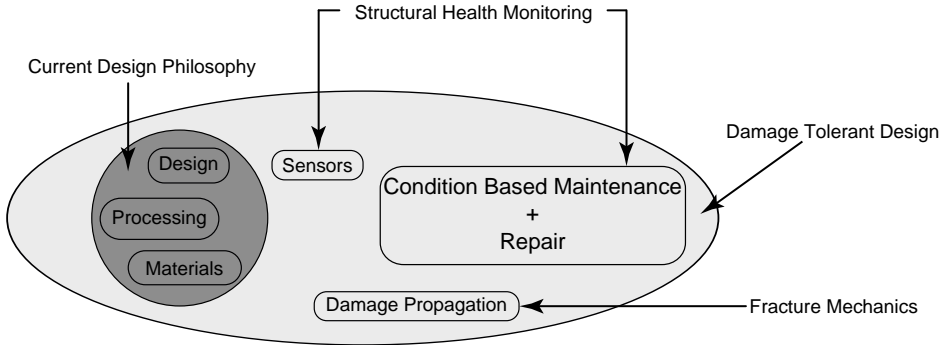 Structural Health Monitoring
Current Design Philosophy
Damage Tolerant Design
Design
Sensors
Condition Based Maintenance
+
Repair
Processing
Materials
Damage Propagation
Fracture Mechanics